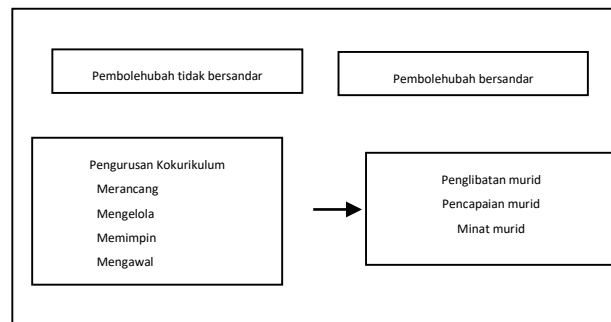 Pembolehubah tidak bersandar
Pembolehubah bersandar
Pengurusan Kokurikulum
Merancang
Mengelola
Memimpin
Mengawal
Penglibatan murid
Pencapaian murid
Minat murid